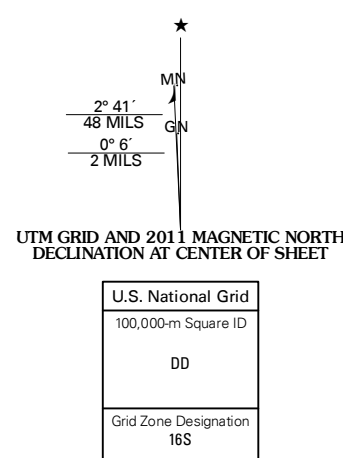 ★
MN
2° 41´
48 MILS
GN
0° 6´
2 MILS
UTM GRID AND 2011 MAGNETIC NORTH
DECLINATION AT CENTER OF SHEET
U.S. National Grid
100,000-m Square ID
DD
Grid Zone Designation
16S